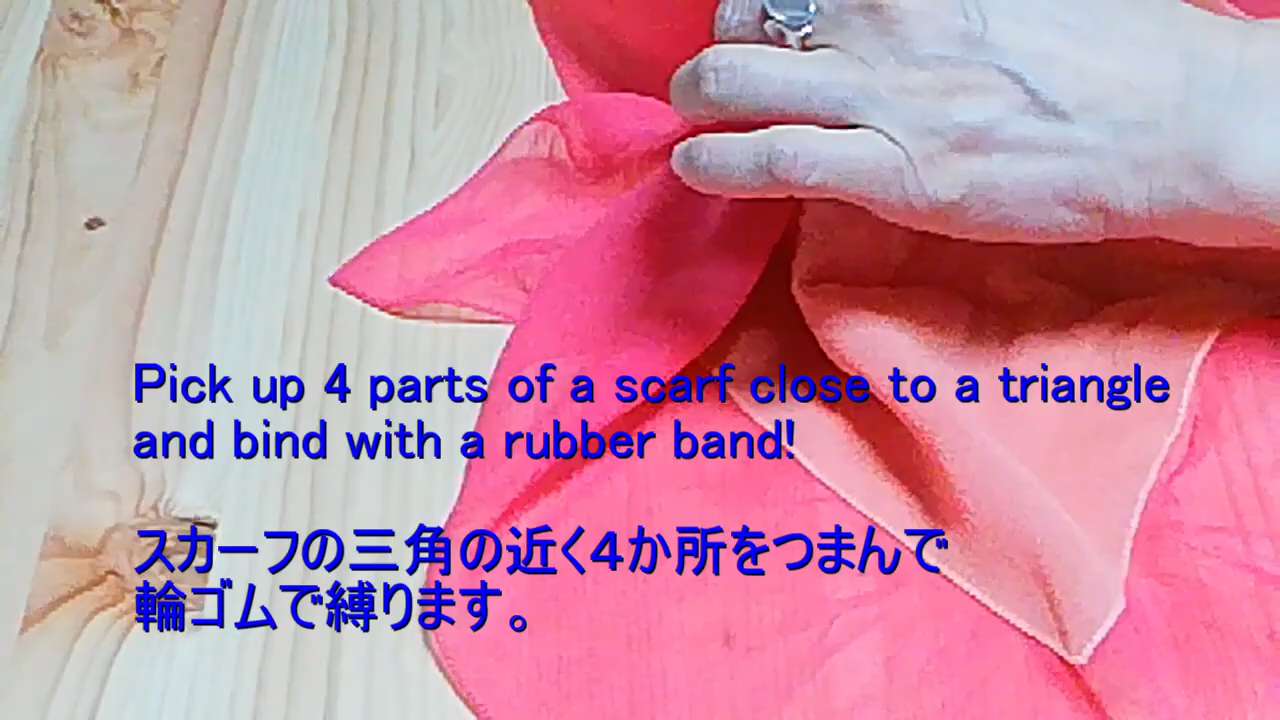 Pick up 4 parts of a scarf close to a triangle
and bind with a rubber band!
スカーフの三角の近く4か所をつまんで
輪ゴムで縛ります。